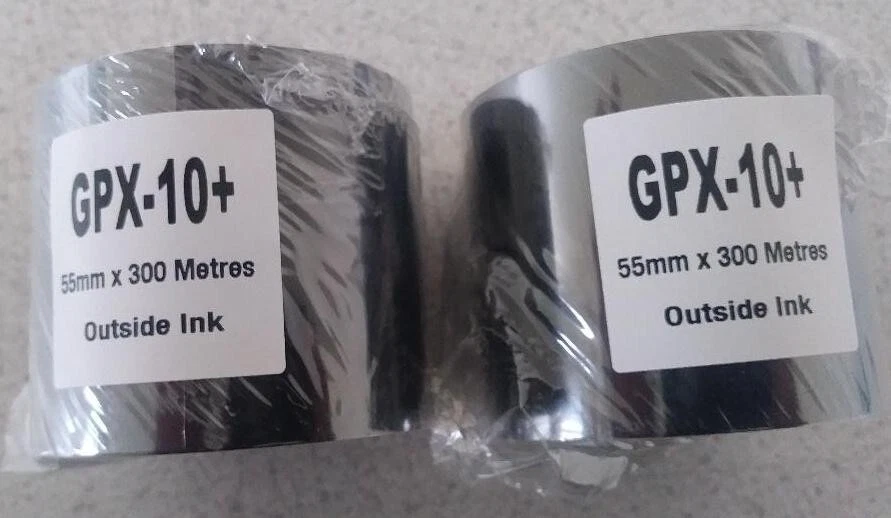 GPX-10+
55mm x 300 Metres
Outside Ink
GPX-10+
55mm x 300 Metres
Outside Ink